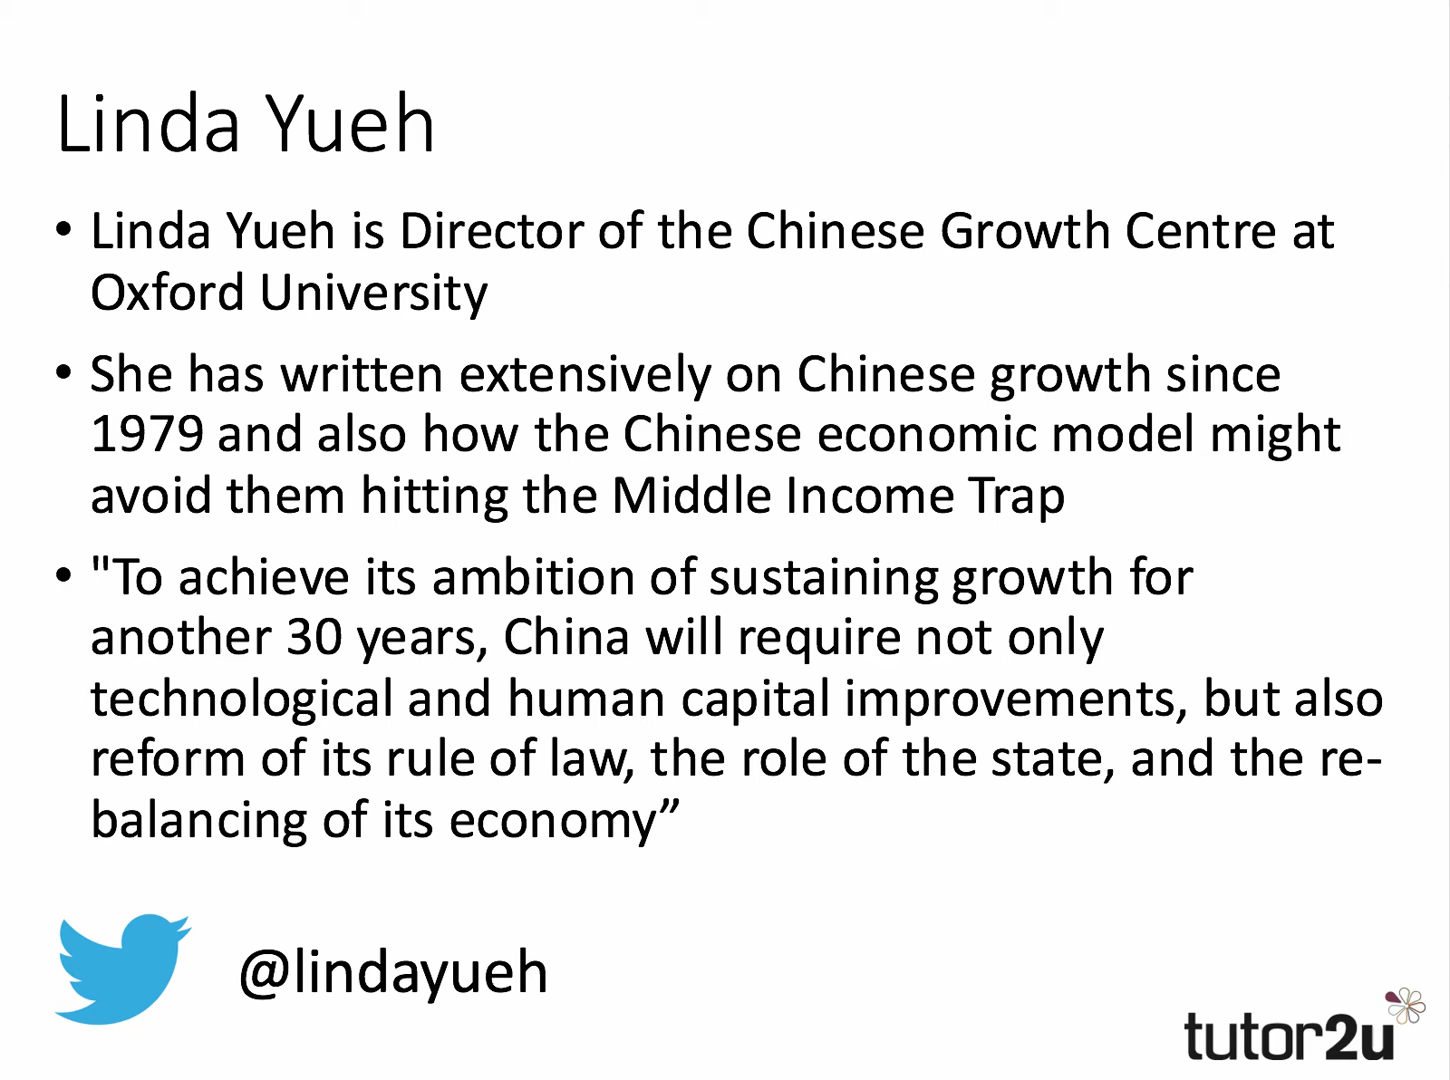 Linda Yueh
• Linda Yueh is Director of the Chinese Growth Centre at
Oxford University
• She has written extensively on Chinese growth since
1979 and also how the Chinese economic model might
avoid them hitting the Middle Income Trap
• "To achieve its ambition of sustaining growth for
another 30 years, China will require not only
technological and human capital improvements, but also
reform of its rule of law, the role of the state, and the re-
balancing of its economy”
@lindayueh
tutor2u